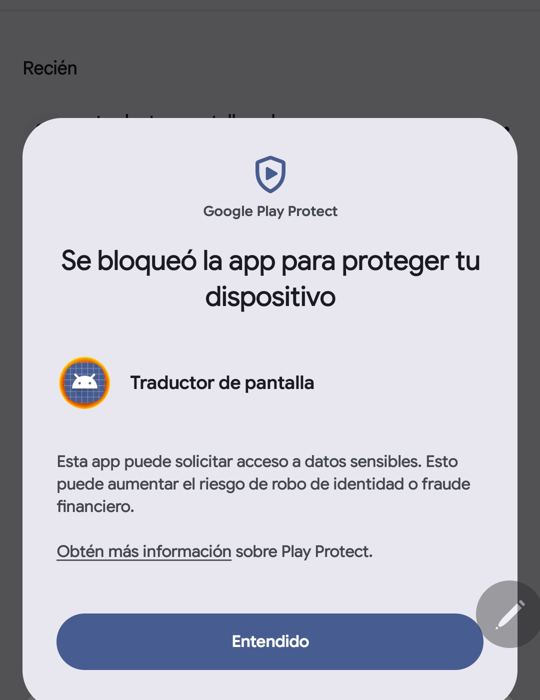 Recién
Google Play Protect
Se bloqueó la app para proteger tu
dispositivo
Traductor de pantalla
Esta app puede solicitar acceso a datos sensibles. Esto
puede aumentar el riesgo de robo de identidad o fraude
financiero.
Obtén más información sobre Play Protect.
Entendido